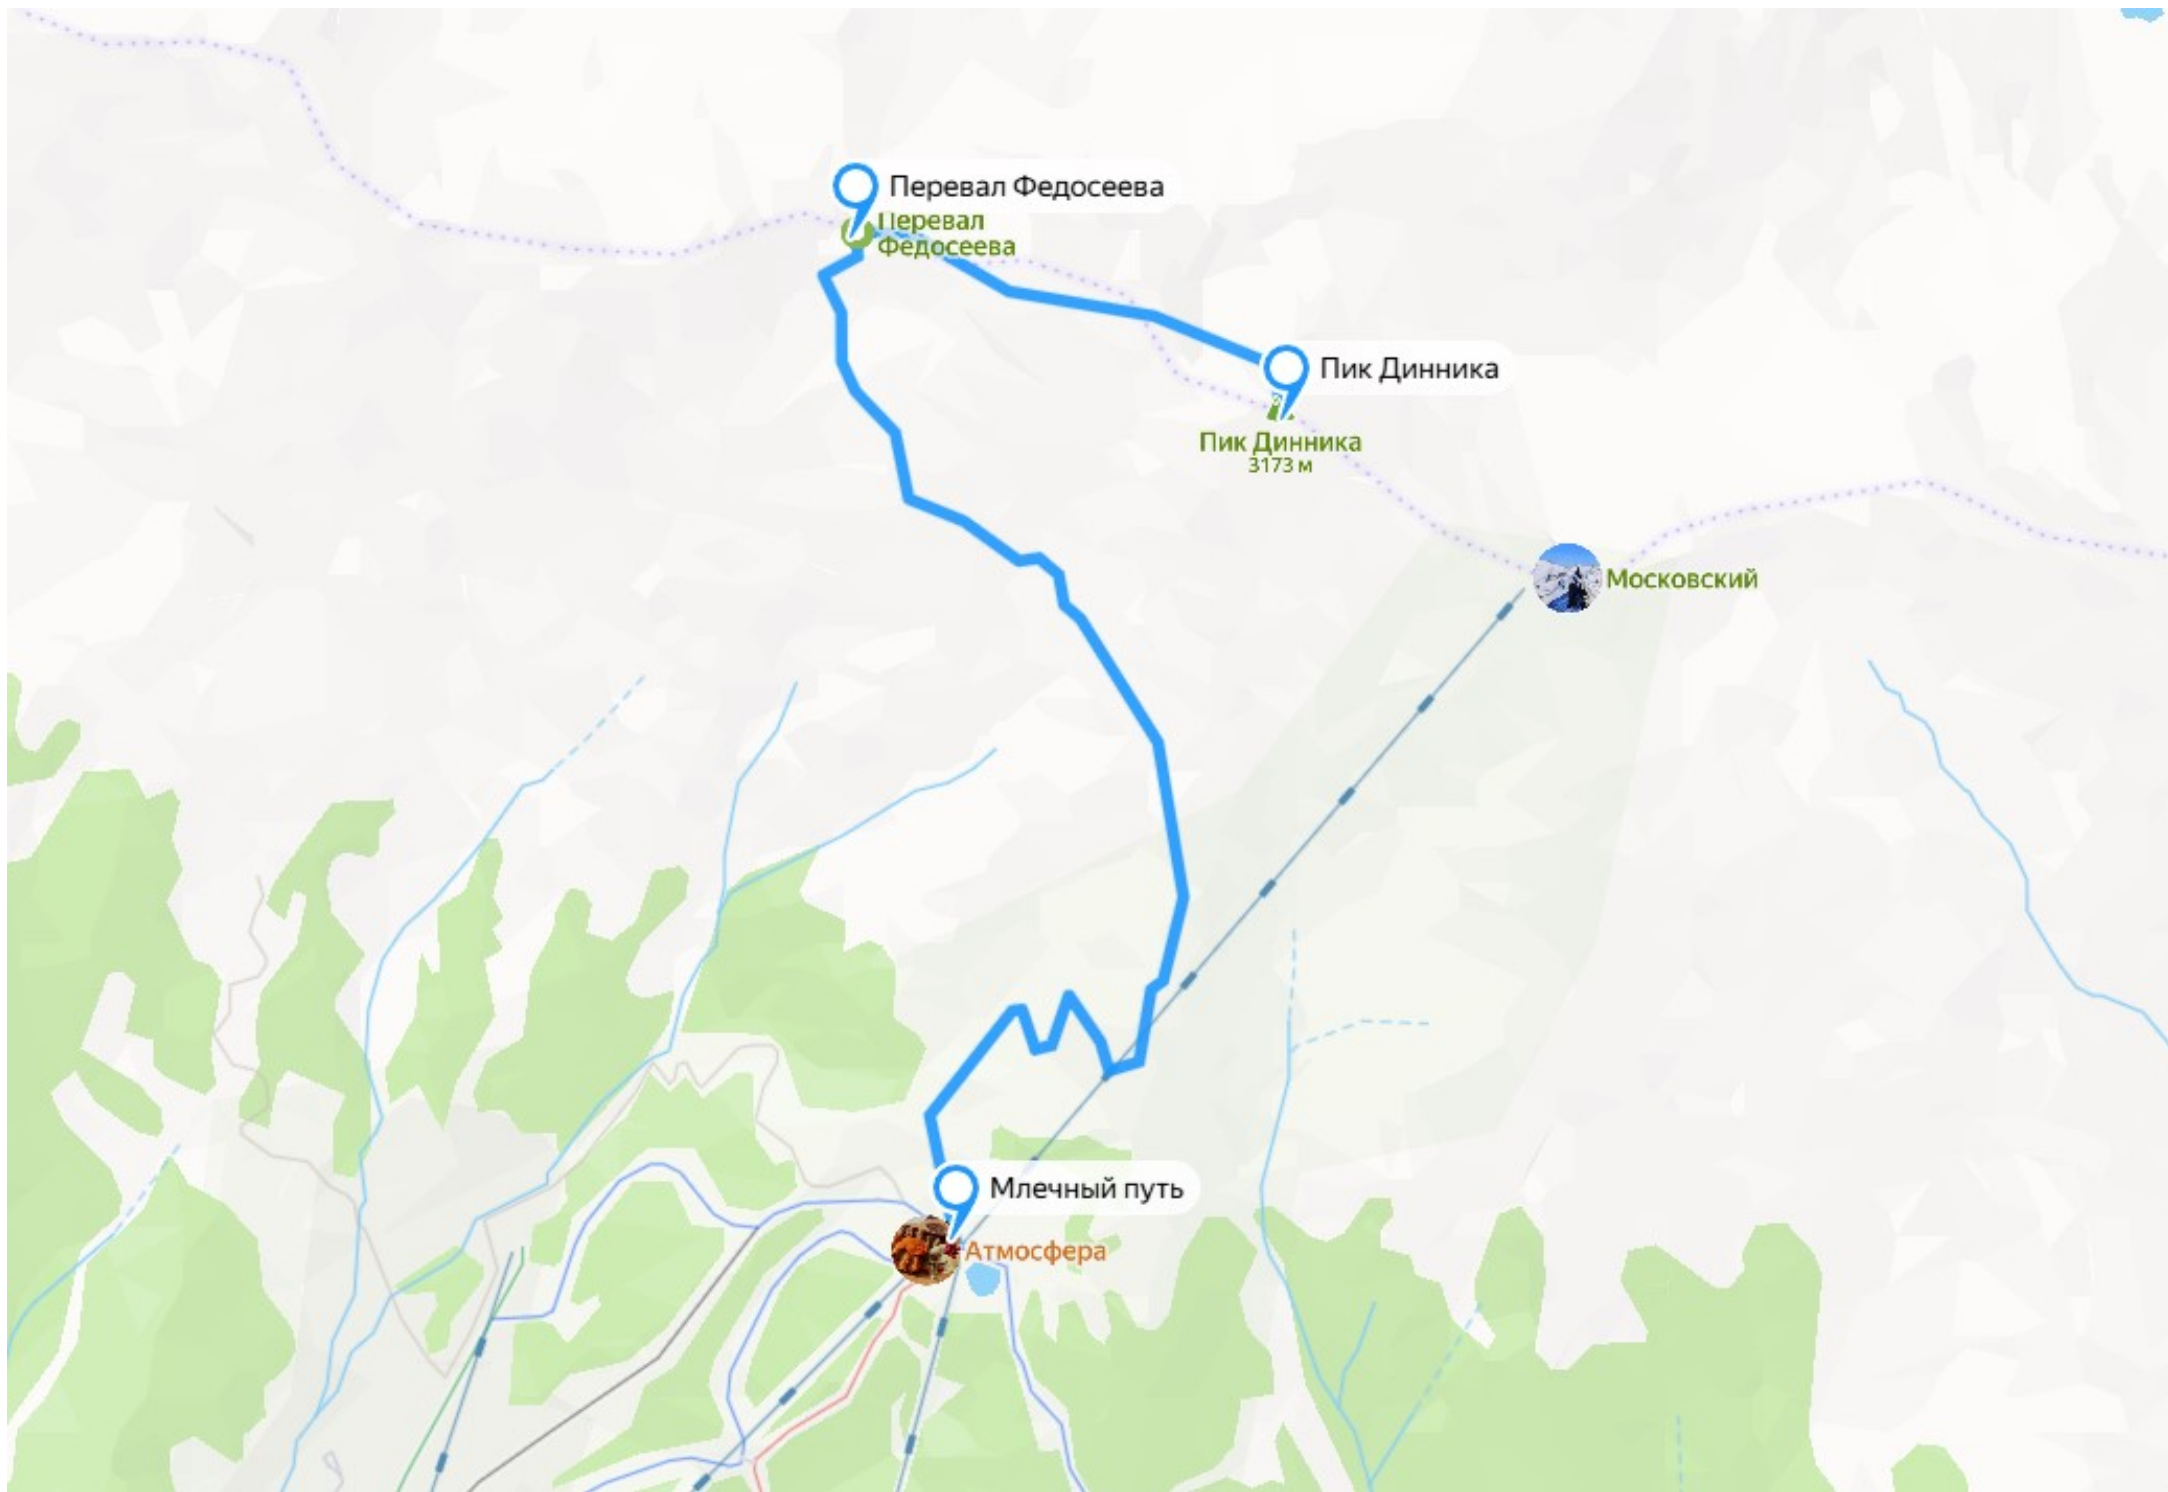 Перевал Федосеева
Перевал
Федосеева
Пик Динника
Пик Динника
3173 м
Московский
Млечный путь
Атмосфера